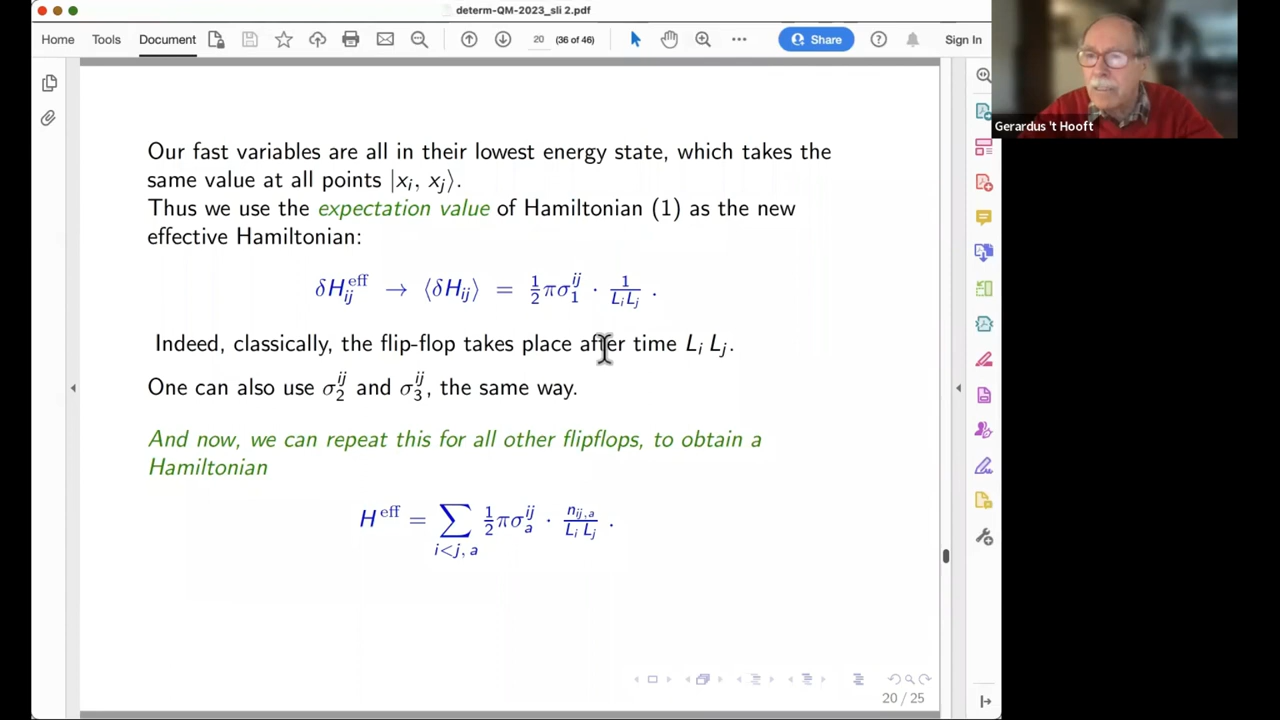 determ-QM-2023_sli 2.pdf
Home Tools Document 20 (36 of 46) Share Sign In
Gerardus 't Hooft
Our fast variables are all in their lowest energy state, which takes the
same value at all points |x_i, x_j⟩.
Thus we use the expectation value of Hamiltonian (1) as the new
effective Hamiltonian:
δH_{ij}^{eff} → ⟨δH_{ij}⟩ = ½πσ_1^{ij} · 1/(L_i L_j) .
Indeed, classically, the flip-flop takes place after time L_i L_j.
One can also use σ_2^{ij} and σ_3^{ij}, the same way.
And now, we can repeat this for all other flipflops, to obtain a
Hamiltonian
H^{eff} = ∑_{i<j, a} ½πσ_a^{ij} · n_{ij,a}/(L_i L_j) .
20 / 25